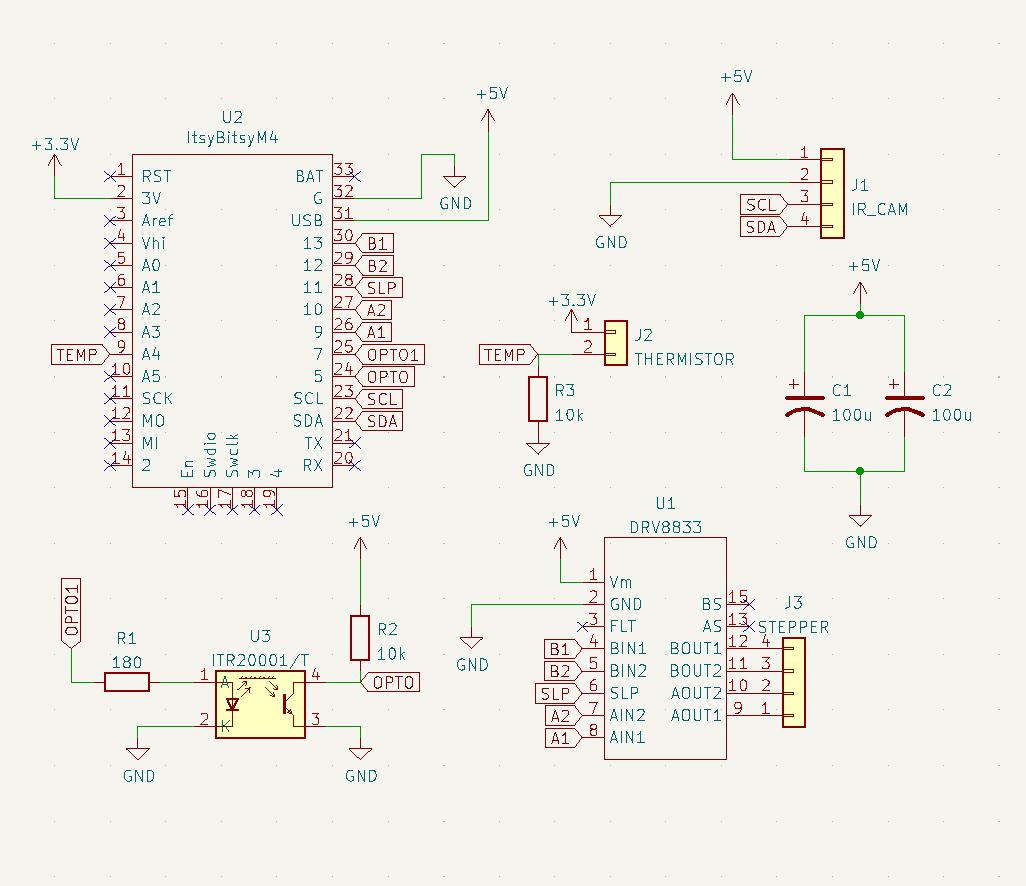 +5V
+5V
U2
ItsyBitsyM4
+3.3V
1 RST
2 3V
3 Aref
4 Vhi
5 A0
6 A1
7 A2
8 A3
TEMP 9 A4
10 A5
11 SCK
12 MO
13 MI
14 2
BAT 33
G 32
USB 31
13 30 B1
12 29 B2
11 28 SLP
10 27 A2
9 26 A1
7 25 OPTO1
5 24 OPTO
SCL 23 SCL
SDA 22 SDA
TX 21
RX 20
En Swdio Swclk 3 4
15 16 17 18 19
GND
1
2
SCL 3
SDA 4
J1
IR_CAM
GND
+5V
+3.3V
1
TEMP 2
J2
THERMISTOR
R3
10k
GND
C1
100u
C2
100u
GND
+5V
OPTO1
R1
180
U3
ITR20001/T
1 A
2 K
4
3
R2
10k
OPTO
GND
GND
U1
DRV8833
+5V
GND
1 Vm
2 GND
3 FLT
B1 4 BIN1
B2 5 BIN2
SLP 6 SLP
A2 7 AIN2
A1 8 AIN1
BS 15
AS 13
BOUT1 12 4
BOUT2 11 3
AOUT2 10 2
AOUT1 9 1
J3
STEPPER